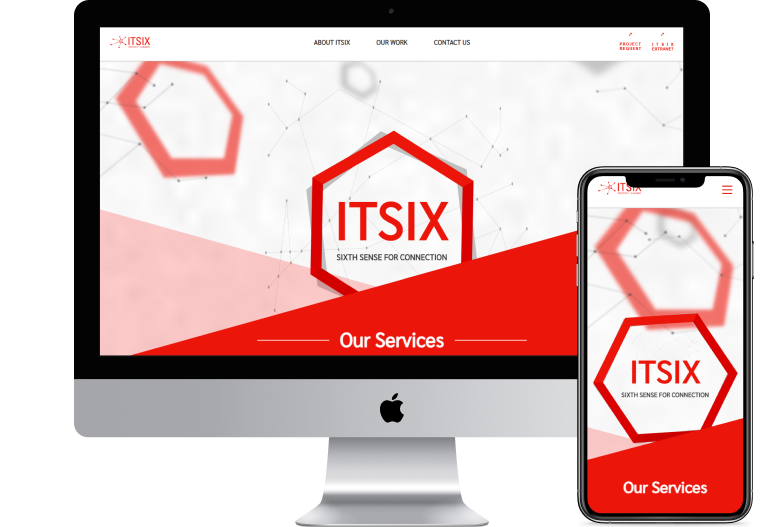 ITSIX
ABOUT ITSIX
OUR WORK
CONTACT US
PROJECT
REQUEST
ITSIX
EXTRANET
ITSIX
SIXTH SENSE FOR CONNECTION
Our Services
ITSIX
ITSIX
SIXTH SENSE FOR CONNECTION
Our Services